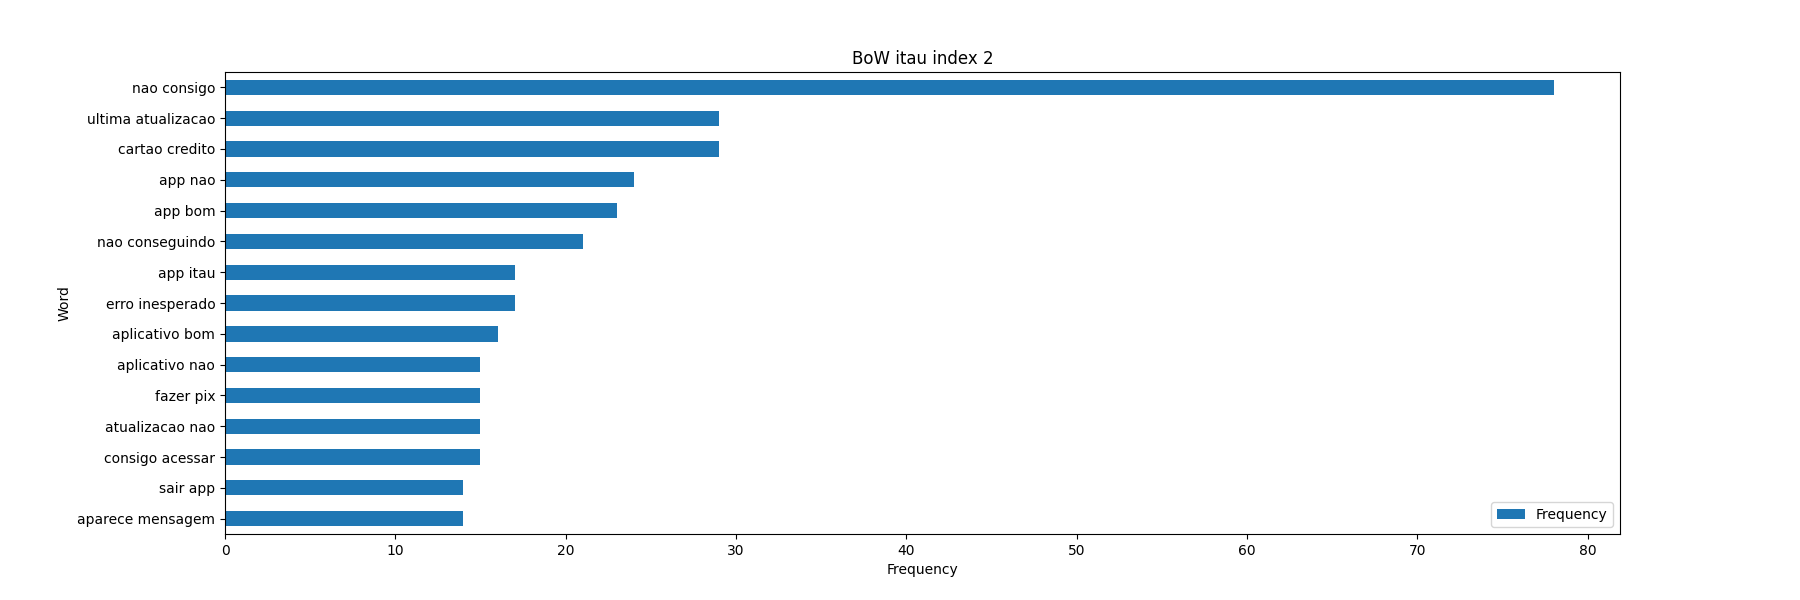 BoW itau index 2
nao consigo
ultima atualizacao
cartao credito
app nao
app bom
nao conseguindo
app itau
erro inesperado
aplicativo bom
aplicativo nao
fazer pix
atualizacao nao
consigo acessar
sair app
aparece mensagem
Word
Frequency
0 10 20 30 40 50 60 70 80
Frequency